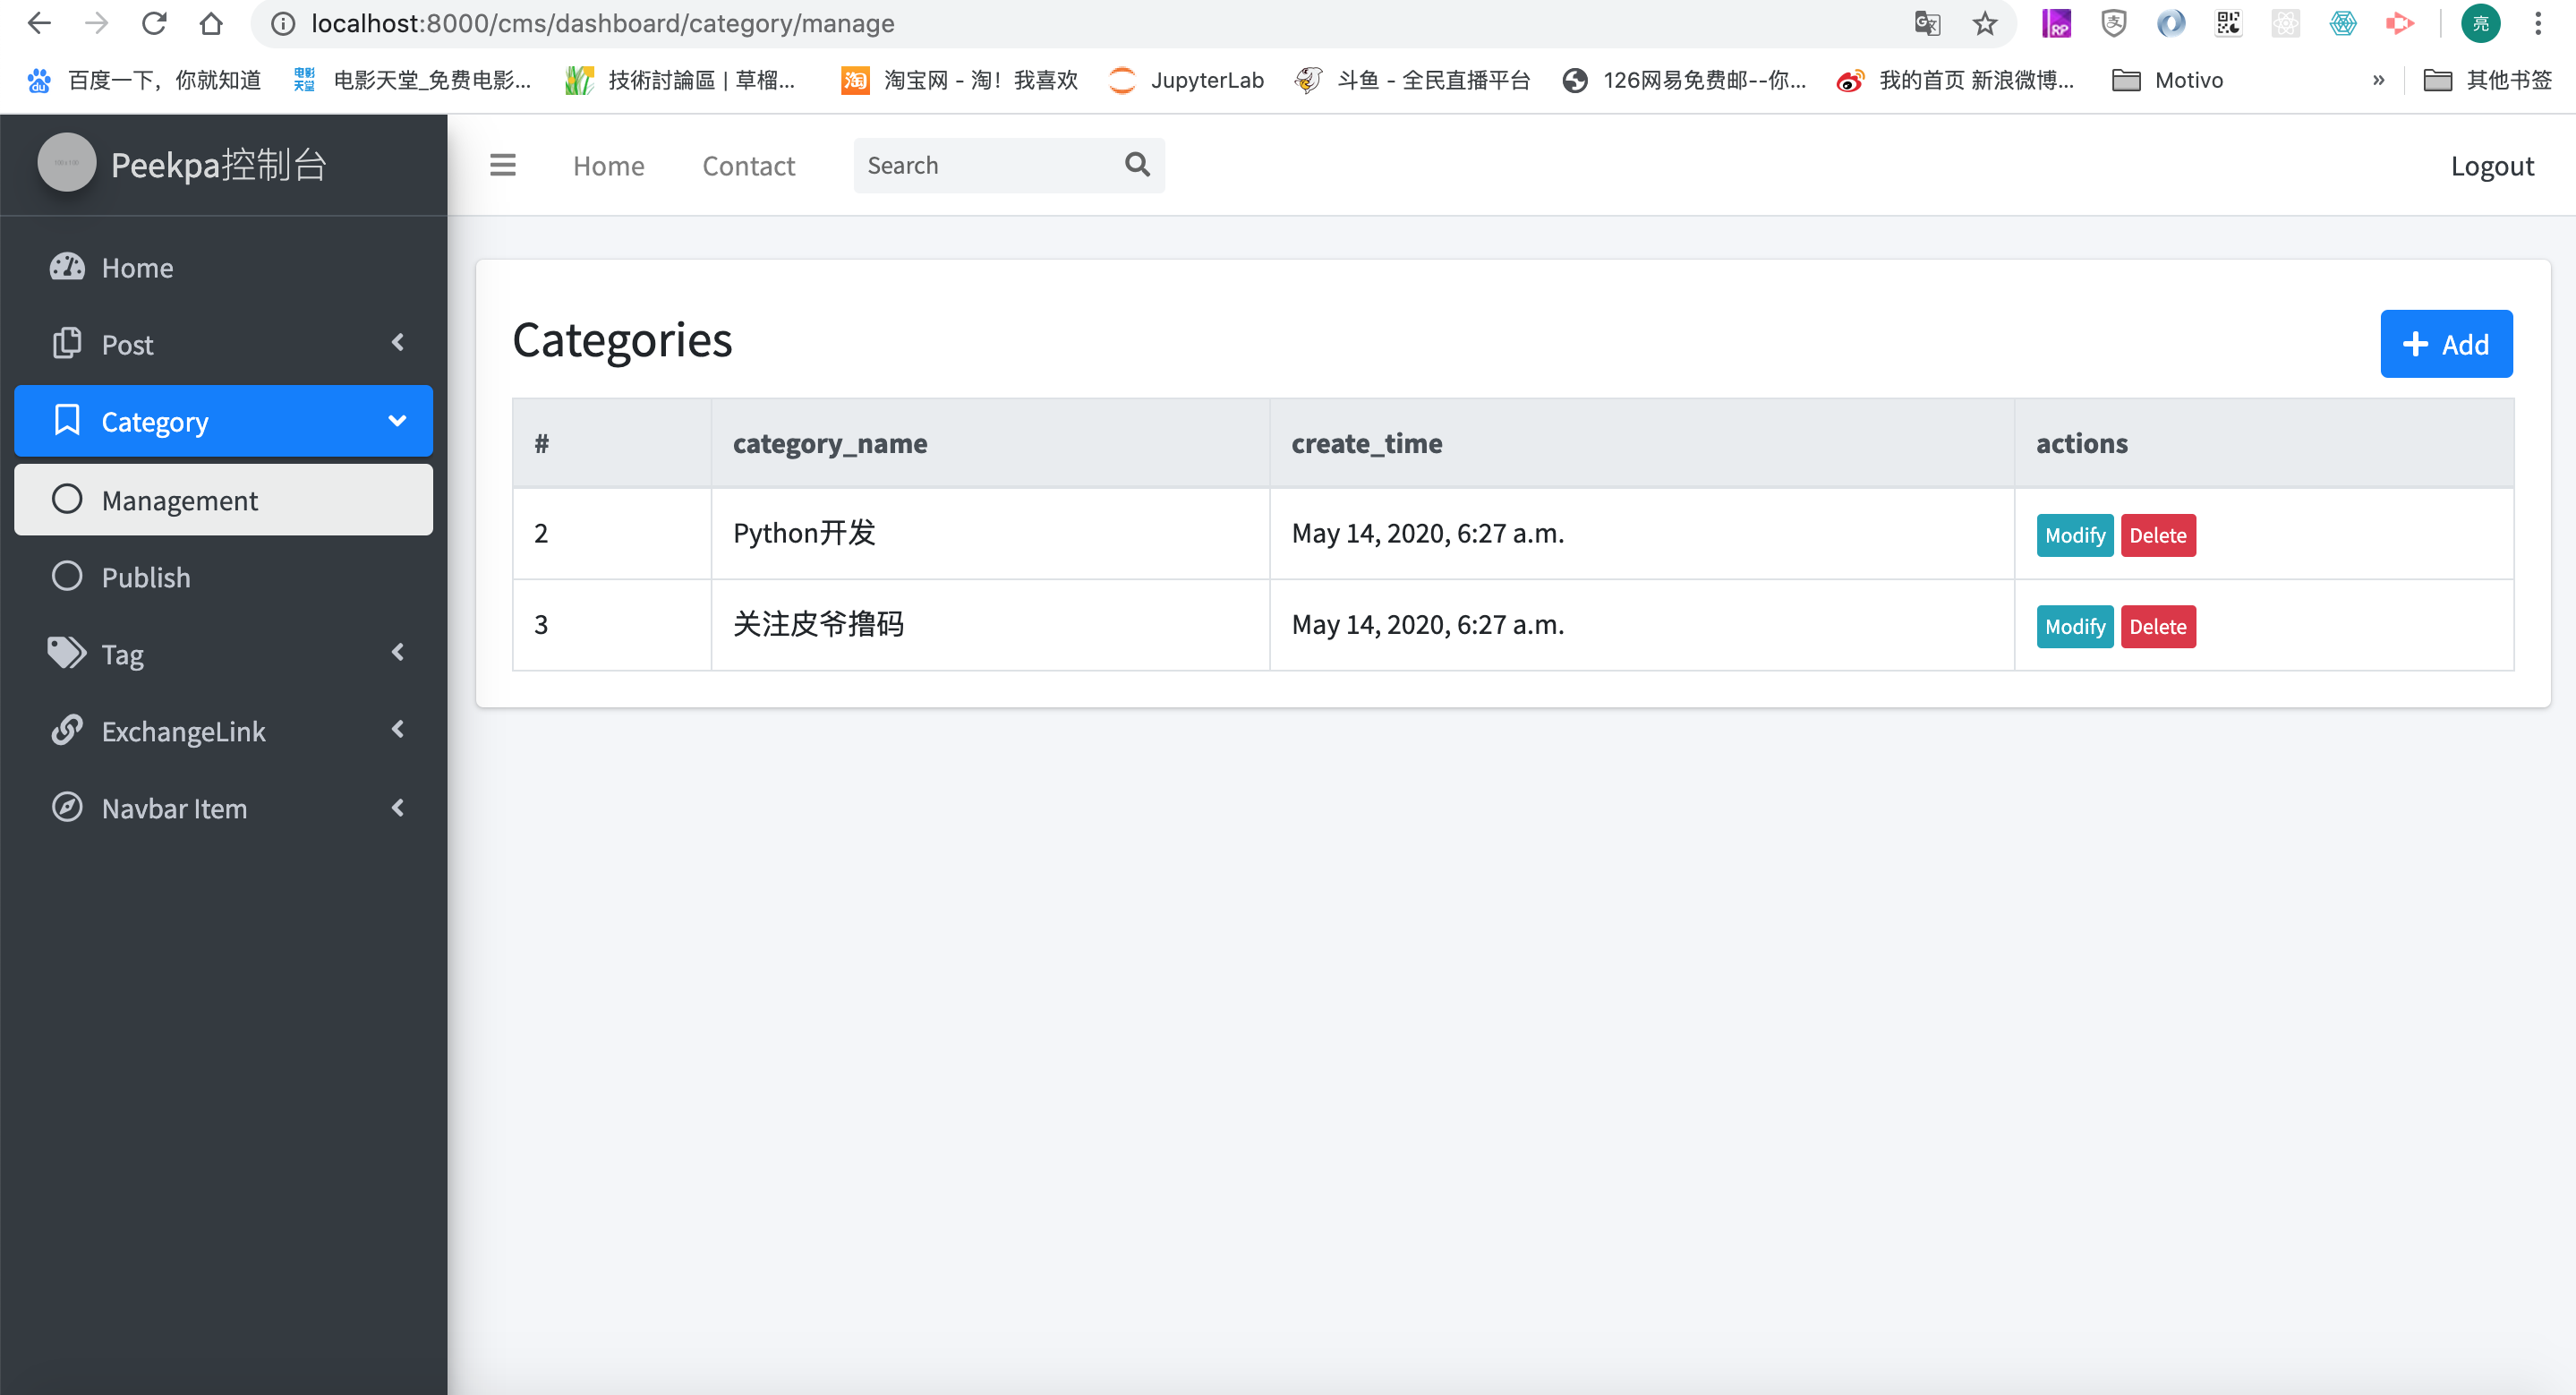 localhost:8000/cms/dashboard/category/manage
亮
百度一下，你就知道
电影天堂
电影天堂_免费电影...
技術討論區 | 草榴...
淘
淘宝网 - 淘！我喜欢
JupyterLab
斗鱼 - 全民直播平台
126网易免费邮--你...
我的首页 新浪微博...
Motivo
»
其他书签
Peekpa控制台
Home
Contact
Search
Logout
Home
Post
Category
Management
Publish
Tag
ExchangeLink
Navbar Item
Categories
Add
# category_name create_time actions
2 Python开发 May 14, 2020, 6:27 a.m. Modify Delete
3 关注皮爷撸码 May 14, 2020, 6:27 a.m. Modify Delete